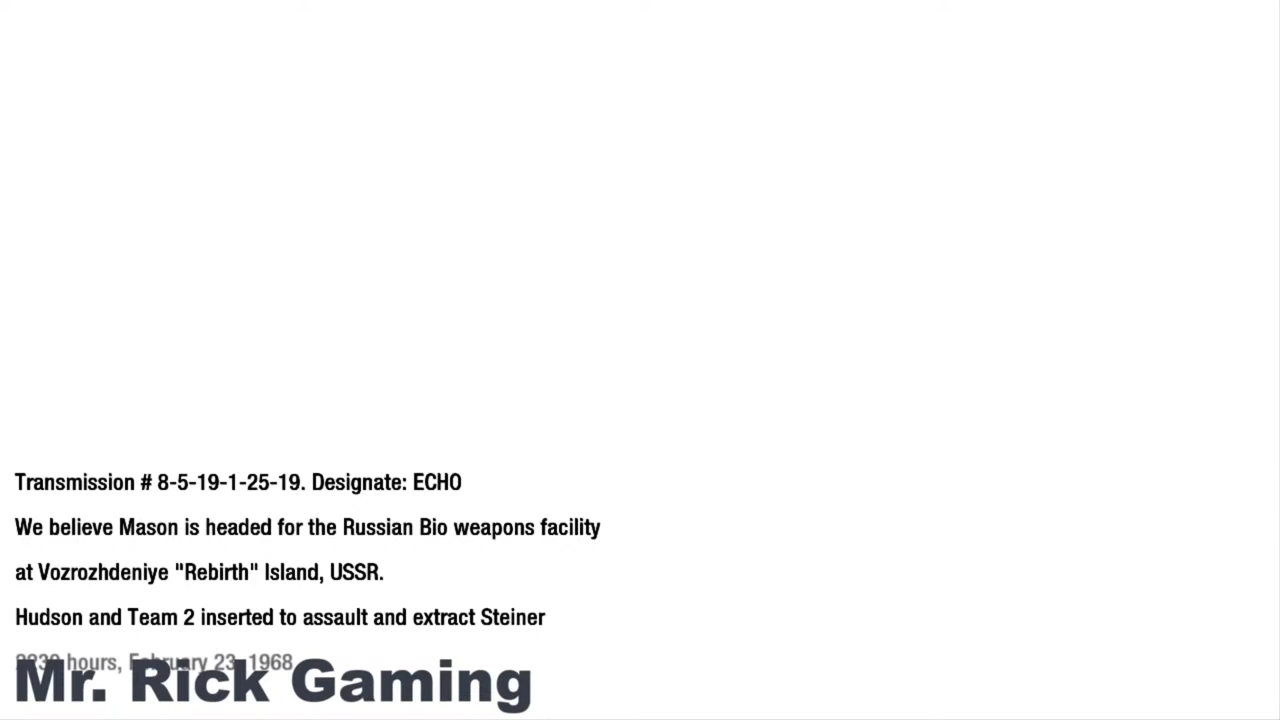 Transmission # 8-5-19-1-25-19. Designate: ECHO
We believe Mason is headed for the Russian Bio weapons facility
at Vozrozhdeniye "Rebirth" Island, USSR.
Hudson and Team 2 inserted to assault and extract Steiner
hours, February 23, 1968
Mr. Rick Gaming